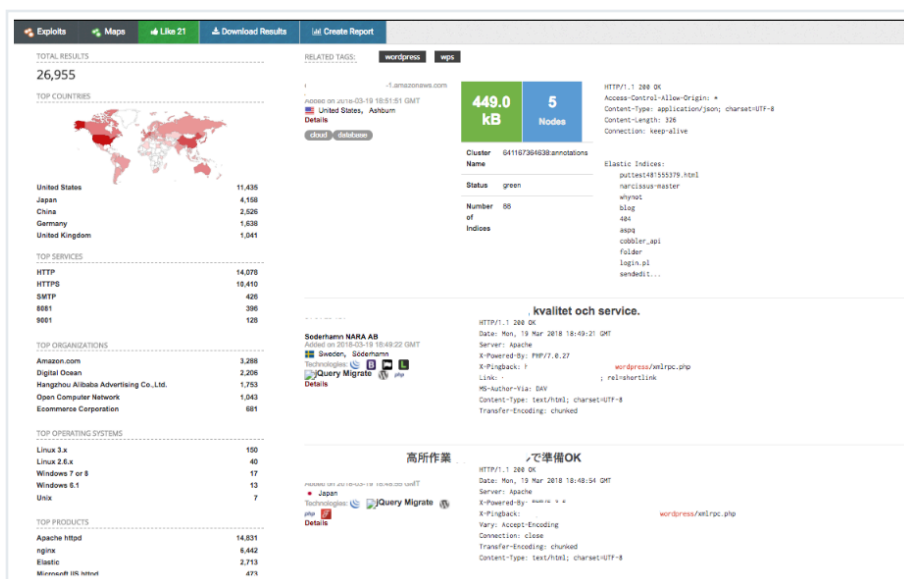 Exploits Maps Like 21 Download Results Create Report
TOTAL RESULTS
26,955
TOP COUNTRIES
United States 11,435
Japan 4,158
China 2,526
Germany 1,638
United Kingdom 1,041
TOP SERVICES
HTTP 14,078
HTTPS 10,410
SMTP 426
8081 396
9001 128
TOP ORGANIZATIONS
Amazon.com 3,288
Digital Ocean 2,206
Hangzhou Alibaba Advertising Co.,Ltd. 1,753
Open Computer Network 1,043
Ecommerce Corporation 681
TOP OPERATING SYSTEMS
Linux 3.x 150
Linux 2.6.x 40
Windows 7 or 8 17
Windows 6.1 13
Unix 7
TOP PRODUCTS
Apache httpd 14,831
nginx 6,442
Elastic 2,713
Microsoft IIS httpd 473
RELATED TAGS: wordpress wps
-1.amazonews.com
Added on 2018-03-19 18:51:51 GMT
United States, Ashburn
Details
cloud database
449.0 kB
5 Nodes
Cluster Name 641167364638:annotations
Status green
Number of Indices 88
HTTP/1.1 200 OK
Access-Control-Allow-Origin: *
Content-Type: application/json; charset=UTF-8
Content-Length: 326
Connection: keep-alive
Elastic Indices:
puttest481555379.html
narcissus-master
whynot
blog
404
aspq
cobbler_api
folder
login.pl
sendedit...
kvalitet och service.
Soderhamn NARA AB
Added on 2018-03-19 18:49:22 GMT
Sweden, Söderhamn
Technologies:
B L
jQuery Migrate php
Details
HTTP/1.1 200 OK
Date: Mon, 19 Mar 2018 18:49:21 GMT
Server: Apache
X-Powered-By: PHP/7.0.27
X-Pingback: wordpress/xmlrpc.php
Link: ; rel=shortlink
MS-Author-Via: DAV
Content-Type: text/html; charset=UTF-8
Transfer-Encoding: chunked
高所作業 で準備OK
Japan
Technologies: jQuery Migrate
php
Details
HTTP/1.1 200 OK
Date: Mon, 19 Mar 2018 18:48:54 GMT
Server: Apache
X-Powered-By:
X-Pingback: wordpress/xmlrpc.php
Vary: Accept-Encoding
Connection: close
Transfer-Encoding: chunked
Content-Type: text/html; charset=UTF-8